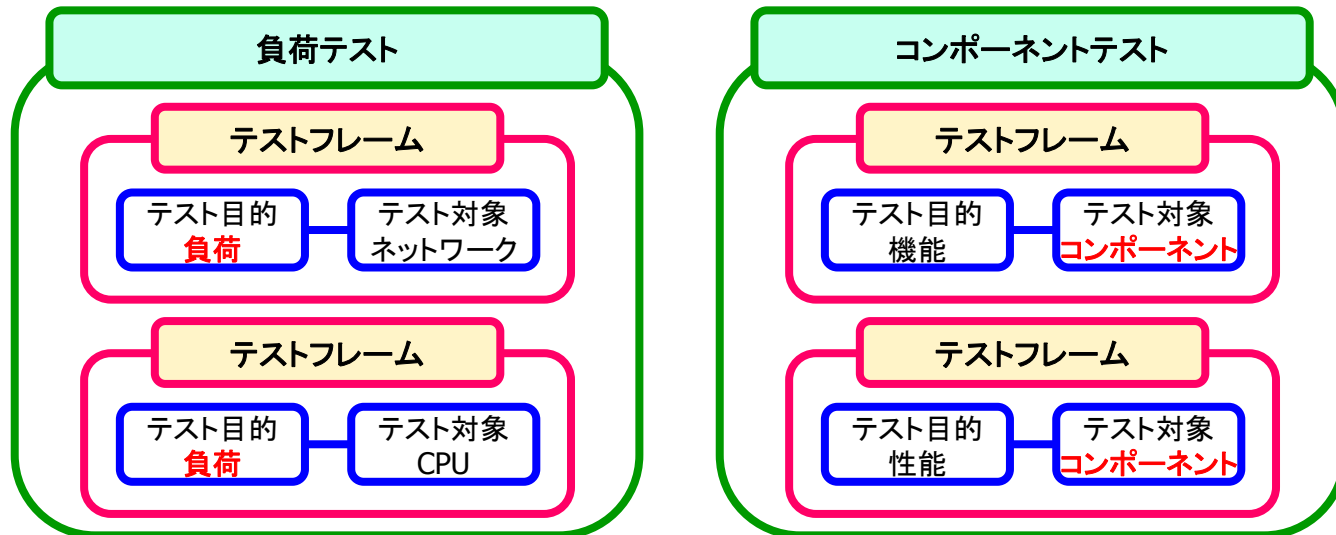 負荷テスト
テストフレーム
テスト目的
負荷
テスト対象
ネットワーク
テストフレーム
テスト目的
負荷
テスト対象
CPU
コンポーネントテスト
テストフレーム
テスト目的
機能
テスト対象
コンポーネント
テストフレーム
テスト目的
性能
テスト対象
コンポーネント